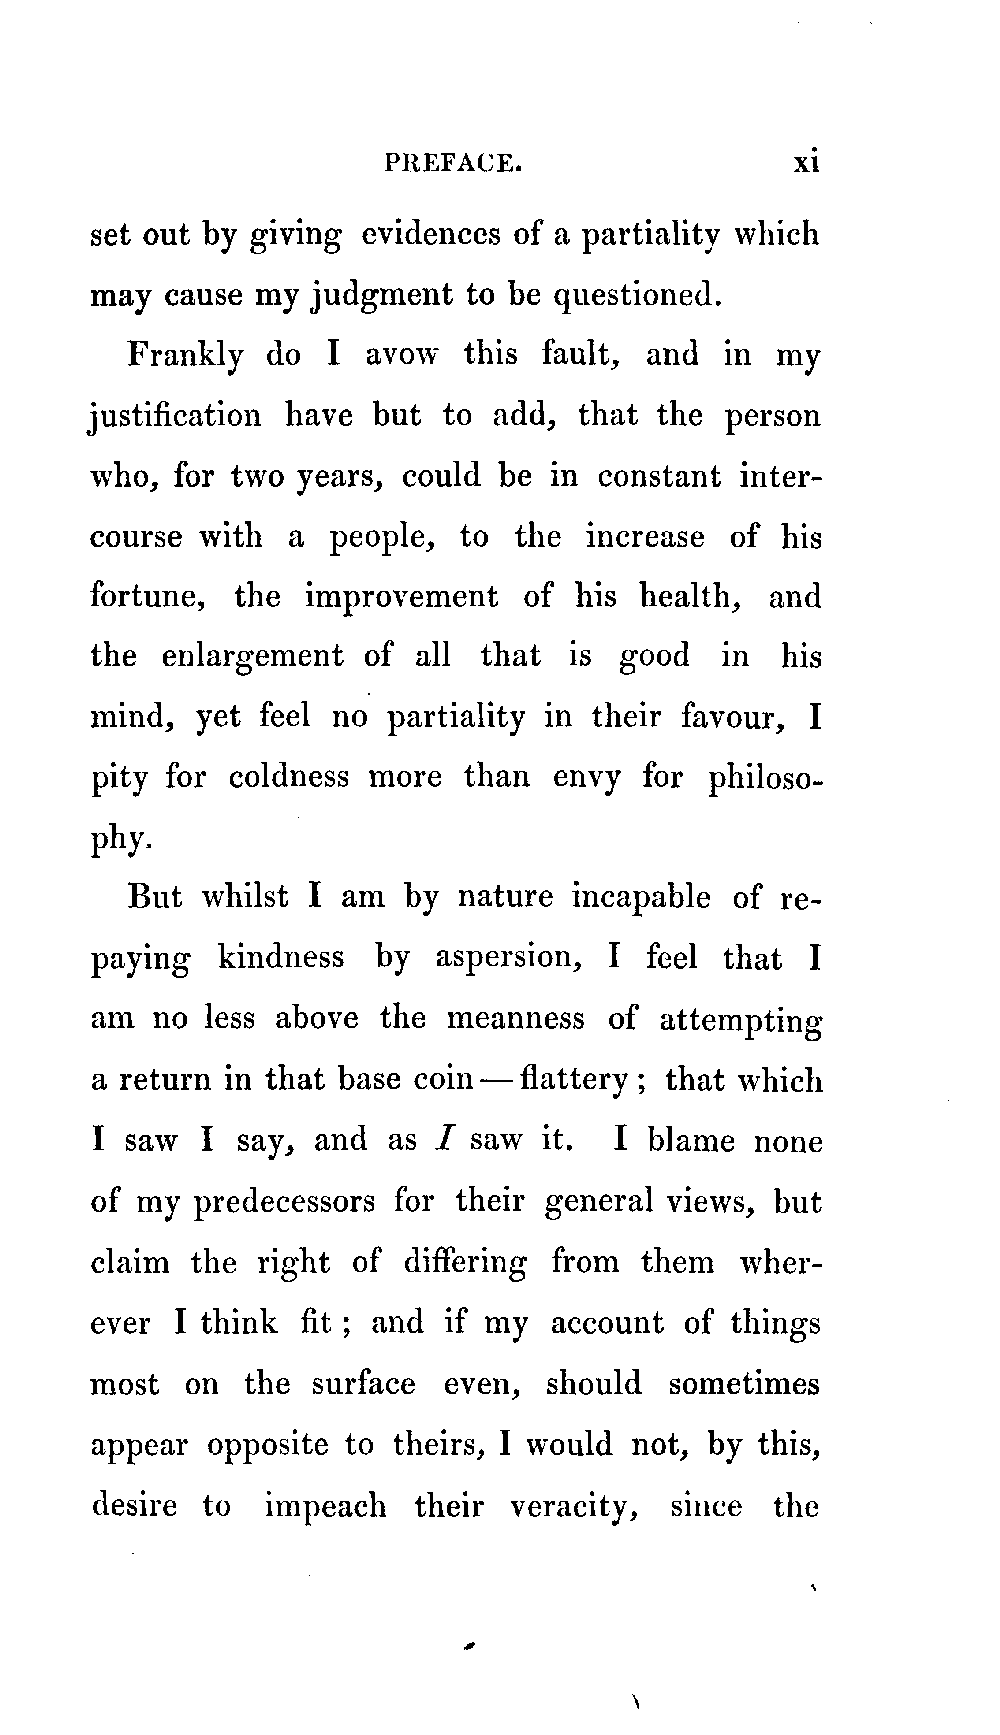 PREFACE. xi
set out by giving evidences of a partiality which
may cause my judgment to be questioned.
Frankly do I avow this fault, and in my
justification have but to add, that the person
who, for two years, could be in constant inter-
course with a people, to the increase of his
fortune, the improvement of his health, and
the enlargement of all that is good in his
mind, yet feel no partiality in their favour, I
pity for coldness more than envy for philoso-
phy.
But whilst I am by nature incapable of re-
paying kindness by aspersion, I feel that I
am no less above the meanness of attempting
a return in that base coin — flattery ; that which
I saw I say, and as I saw it. I blame none
of my predecessors for their general views, but
claim the right of differing from them wher-
ever I think fit ; and if my account of things
most on the surface even, should sometimes
appear opposite to theirs, I would not, by this,
desire to impeach their veracity, since the